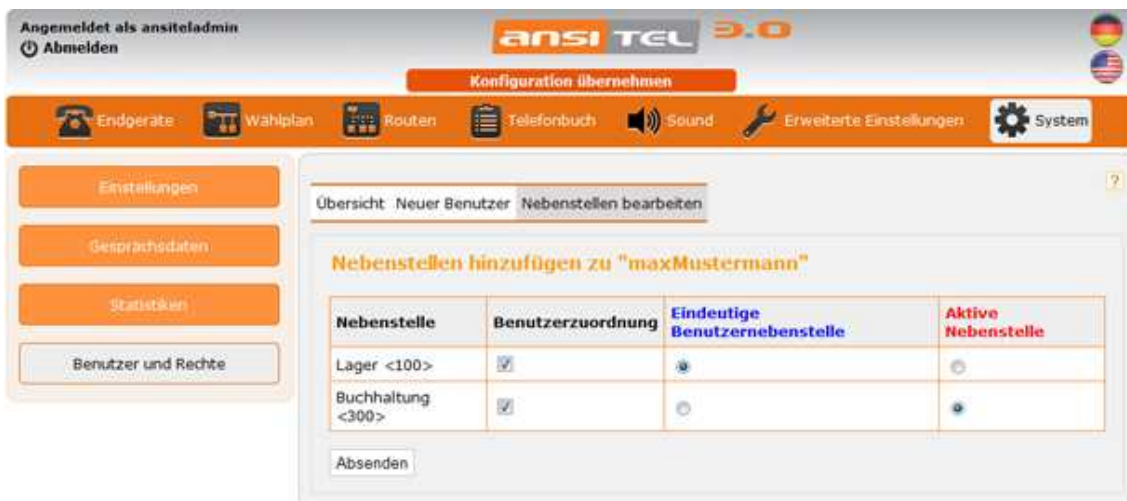 Angemeldet als ansiteladmin
Abmelden
ansi TEL 3.0
Konfiguration übernehmen
Endgeräte Wählplan Routen Telefonbuch Sound Erweiterte Einstellungen System
Einstellungen
Gesprächsdaten
Statistiken
Benutzer und Rechte
?
Übersicht Neuer Benutzer Nebenstellen bearbeiten
Nebenstellen hinzufügen zu "maxMustermann"
Nebenstelle Benutzerzuordnung Eindeutige Benutzernebenstelle Aktive Nebenstelle
Lager <100>
Buchhaltung
<300>
Absenden